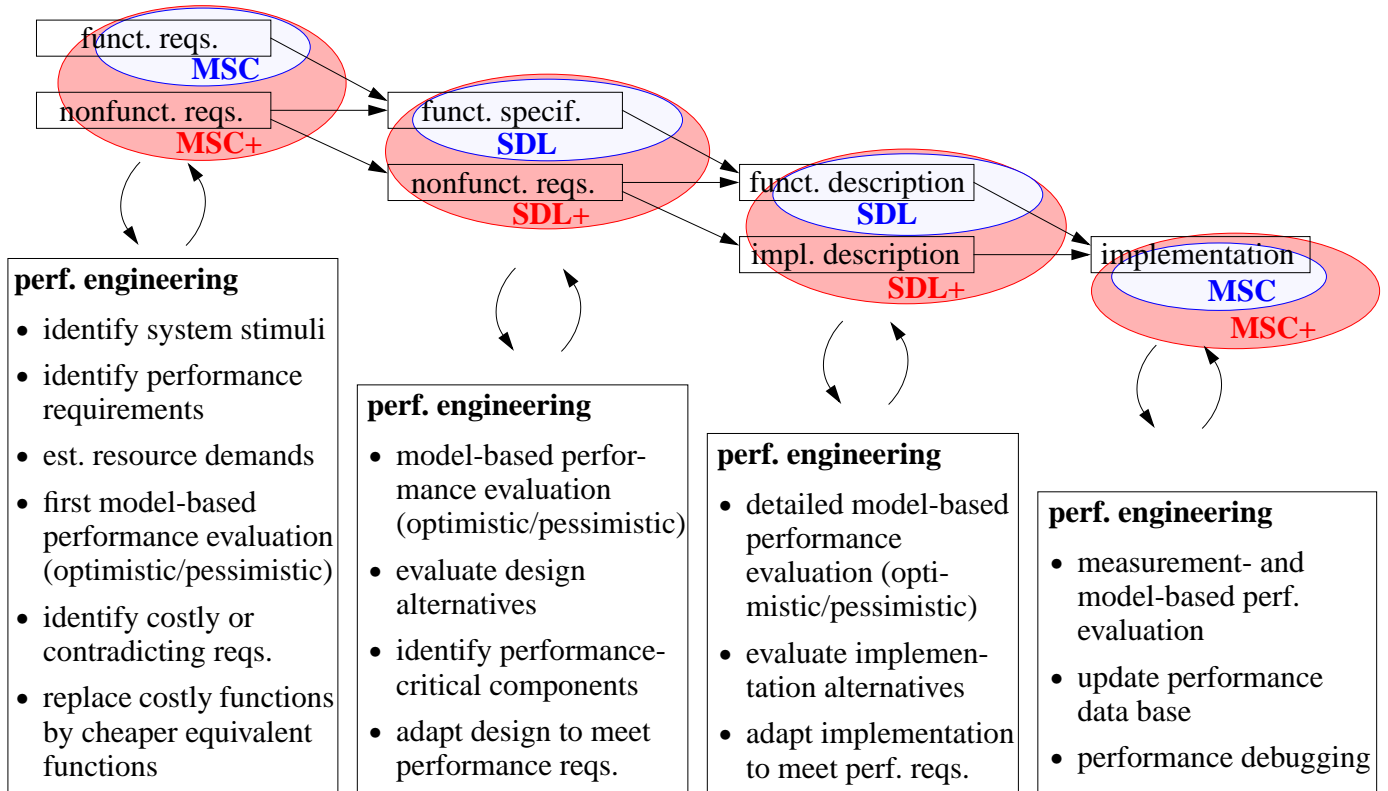 funct. reqs.
MSC
nonfunct. reqs.
MSC+
funct. specif.
SDL
nonfunct. reqs.
SDL+
funct. description
SDL
impl. description
SDL+
implementation
MSC
MSC+
perf. engineering
• identify system stimuli
• identify performance
requirements
• est. resource demands
• first model-based
performance evaluation
(optimistic/pessimistic)
• identify costly or
contradicting reqs.
• replace costly functions
by cheaper equivalent
functions
perf. engineering
• model-based perfor-
mance evaluation
(optimistic/pessimistic)
• evaluate design
alternatives
• identify performance-
critical components
• adapt design to meet
performance reqs.
perf. engineering
• detailed model-based
performance
evaluation (opti-
mistic/pessimistic)
• evaluate implemen-
tation alternatives
• adapt implementation
to meet perf. reqs.
perf. engineering
• measurement- and
model-based perf.
evaluation
• update performance
data base
• performance debugging